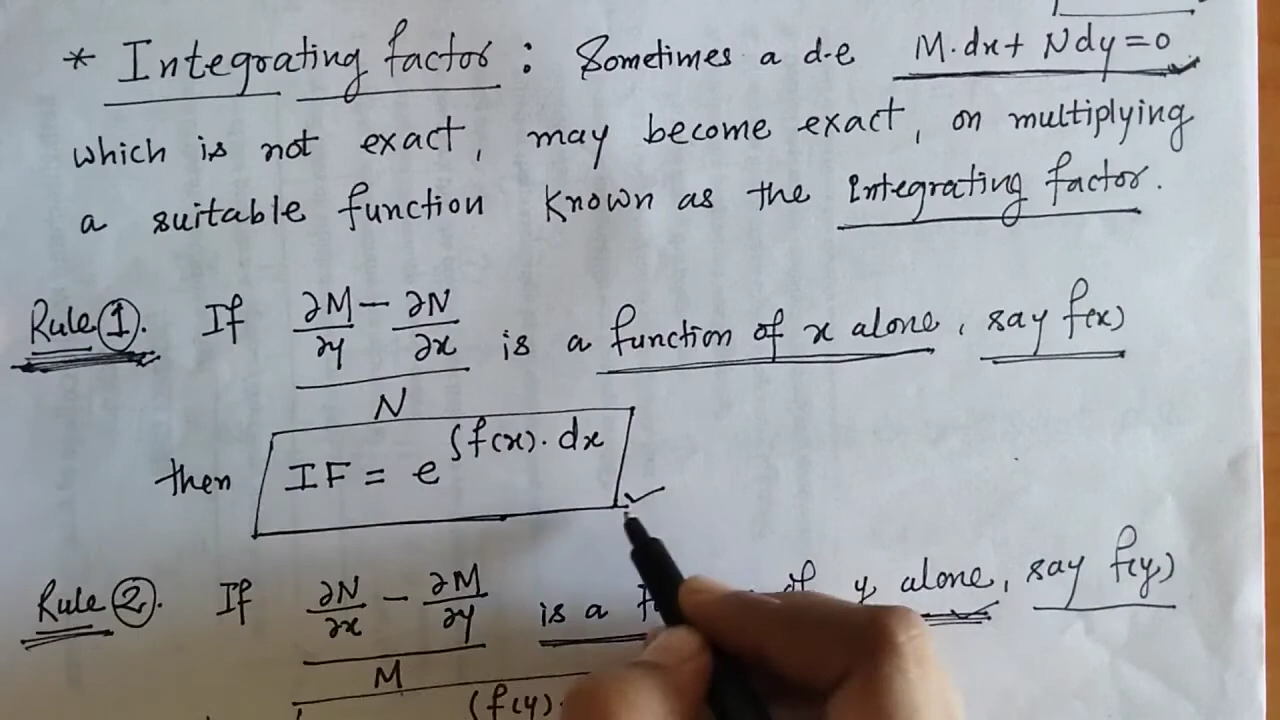 * Integrating factor : Sometimes a d.e M.dx + Ndy = 0
which is not exact, may become exact, on multiplying
a suitable function known as the Integrating factor.
Rule ①. If (∂M/∂y − ∂N/∂x)/N is a function of x alone, say f(x)
then IF = e^∫f(x).dx
Rule ②. If (∂N/∂x − ∂M/∂y)/M is a y alone, say f(y)
f(y).